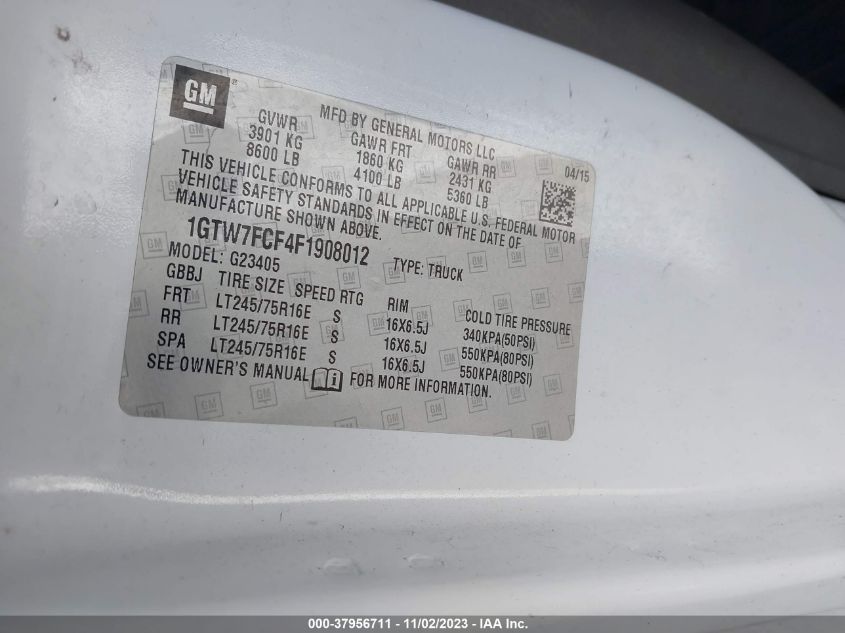 GM ®
MFD BY GENERAL MOTORS LLC
04/15
GVWR GAWR FRT GAWR RR
3901 KG 1860 KG 2431 KG
8600 LB 4100 LB 5360 LB
THIS VEHICLE CONFORMS TO ALL APPLICABLE U.S. FEDERAL MOTOR
VEHICLE SAFETY STANDARDS IN EFFECT ON THE DATE OF
MANUFACTURE SHOWN ABOVE.
1GTW7FCF4F1908012 TYPE: TRUCK
MODEL: G23405
GBBJ TIRE SIZE SPEED RTG RIM COLD TIRE PRESSURE
FRT LT245/75R16E S 16X6.5J 340KPA(50PSI)
RR LT245/75R16E S 16X6.5J 550KPA(80PSI)
SPA LT245/75R16E S 16X6.5J 550KPA(80PSI)
SEE OWNER'S MANUAL FOR MORE INFORMATION.
000-37956711 - 11/02/2023 - IAA Inc.